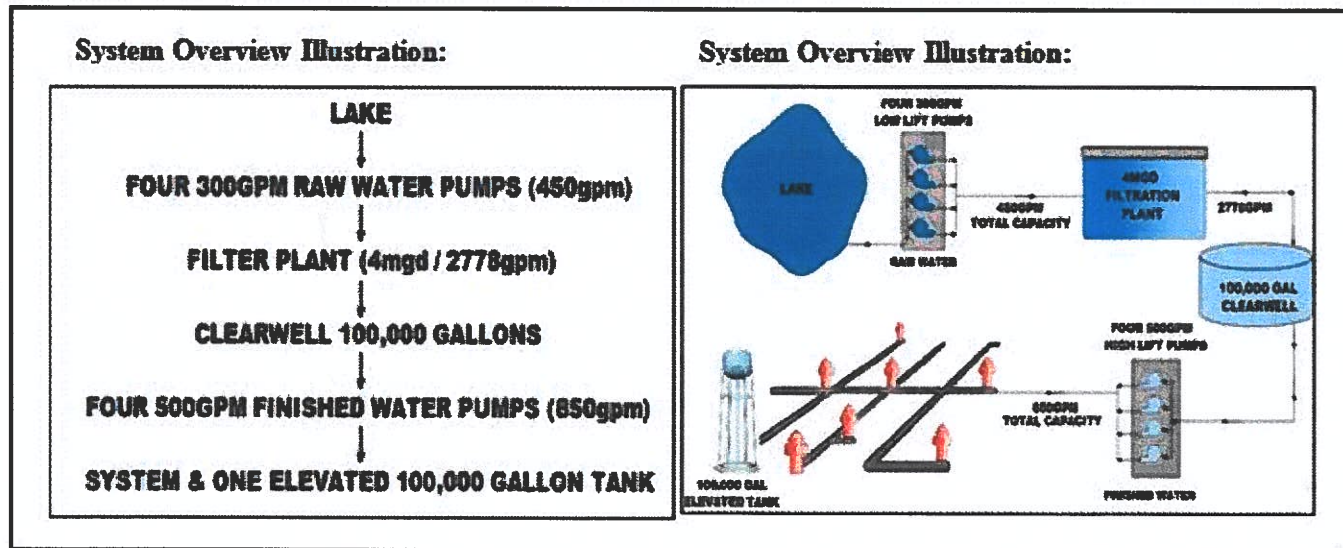 System Overview Illustration:
LAKE
FOUR 300GPM RAW WATER PUMPS (450gpm)
FILTER PLANT (4mgd / 2778gpm)
CLEARWELL 100,000 GALLONS
FOUR 500GPM FINISHED WATER PUMPS (850gpm)
SYSTEM & ONE ELEVATED 100,000 GALLON TANK
System Overview Illustration:
FOUR 300GPM
LOW LIFT PUMPS
LAKE
450GPM
TOTAL CAPACITY
RAW WATER
4MGD
FILTRATION
PLANT
2778GPM
100,000 GAL
CLEARWELL
FOUR 500GPM
HIGH LIFT PUMPS
850GPM
TOTAL CAPACITY
FINISHED WATER
100,000 GAL
ELEVATED TANK